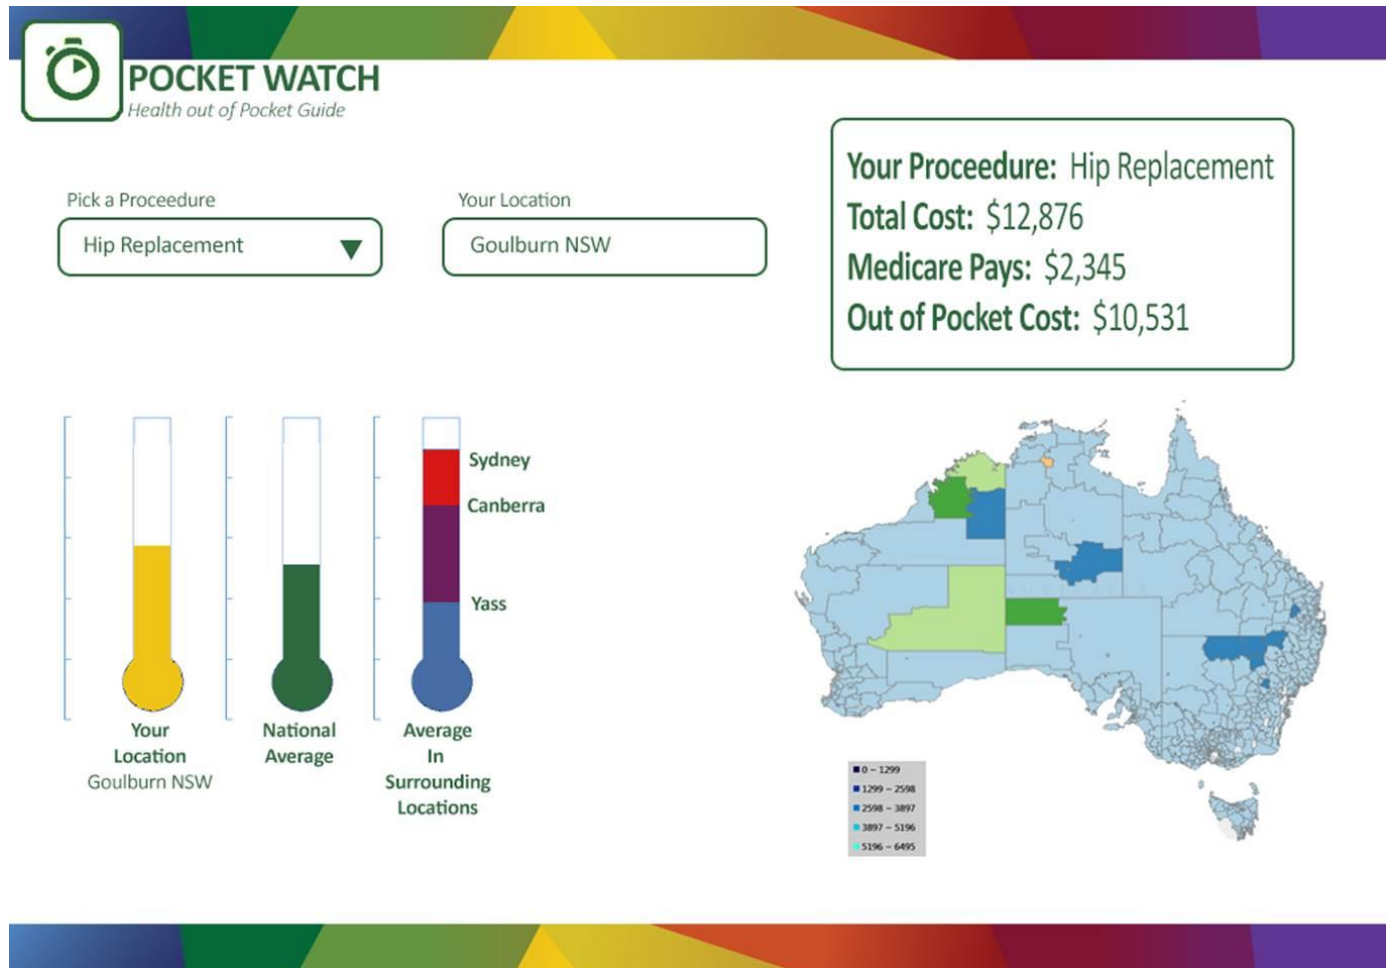 POCKET WATCH
Health out of Pocket Guide
Pick a Proceedure
Hip Replacement
Your Location
Goulburn NSW
Your Proceedure: Hip Replacement
Total Cost: $12,876
Medicare Pays: $2,345
Out of Pocket Cost: $10,531
Sydney
Canberra
Yass
Your
Location
Goulburn NSW
National
Average
Average
In
Surrounding
Locations
0 – 1299
1299 – 2598
2598 – 3897
3897 – 5196
5196 – 6495